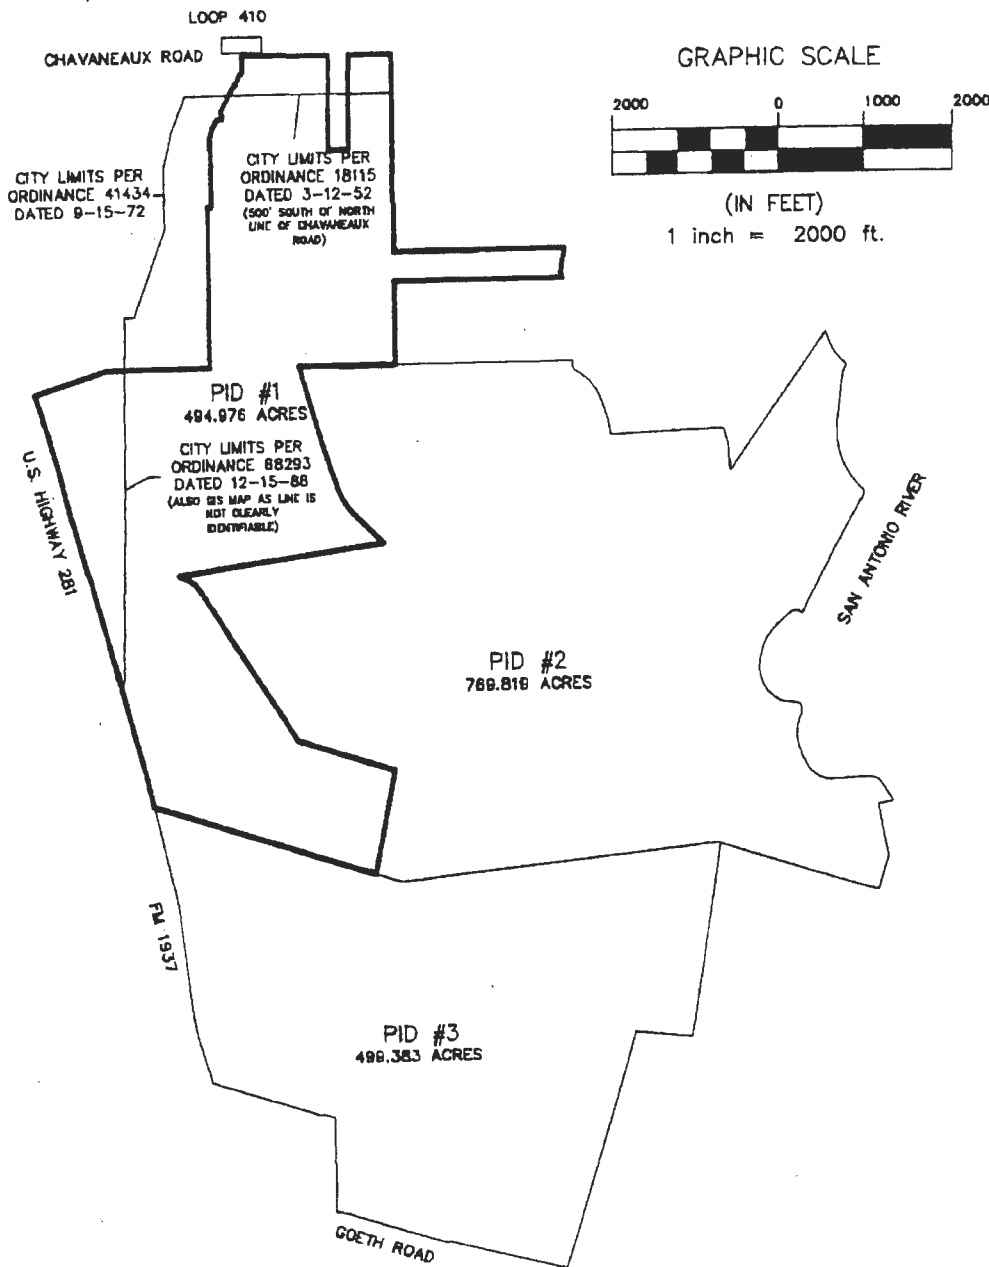 LOOP 410
CHAVANEAUX ROAD
GRAPHIC SCALE
2000 0 1000 2000
(IN FEET)
1 inch = 2000 ft.
CITY LIMITS PER
ORDINANCE 41434
DATED 9-15-72
CITY LIMITS PER
ORDINANCE 18115
DATED 3-12-52
(500' SOUTH OF NORTH
LINE OF CHAVANEAUX
ROAD)
PID #1
494.976 ACRES
CITY LIMITS PER
ORDINANCE 68293
DATED 12-15-88
(ALSO GIS MAP AS LINE IS
NOT CLEARLY
IDENTIFIABLE)
U.S. HIGHWAY 281
SAN ANTONIO RIVER
PID #2
769.819 ACRES
FM 1937
PID #3
499.383 ACRES
GOETH ROAD